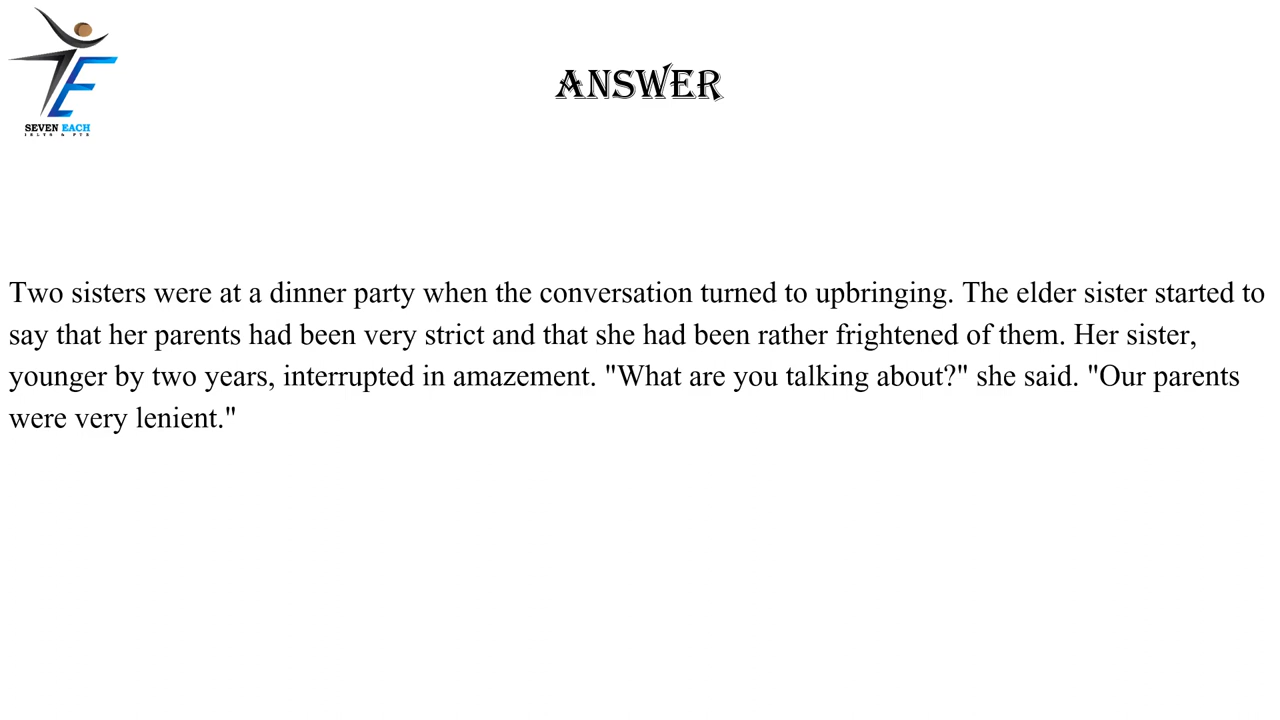 SEVEN EACH
IELTS & PTE
ANSWER
Two sisters were at a dinner party when the conversation turned to upbringing. The elder sister started to
say that her parents had been very strict and that she had been rather frightened of them. Her sister,
younger by two years, interrupted in amazement. "What are you talking about?" she said. "Our parents
were very lenient."